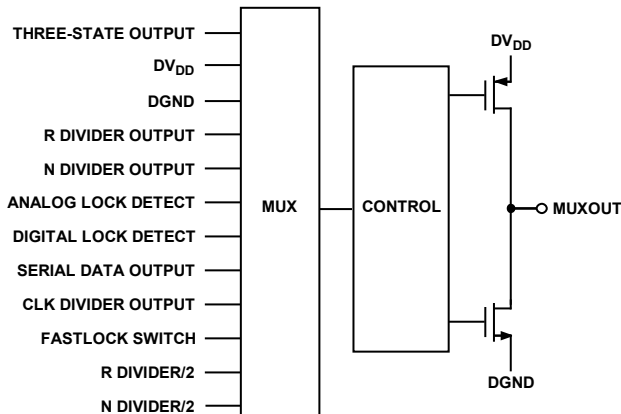 THREE-STATE OUTPUT
DVDD
DGND
R DIVIDER OUTPUT
N DIVIDER OUTPUT
ANALOG LOCK DETECT
DIGITAL LOCK DETECT
SERIAL DATA OUTPUT
CLK DIVIDER OUTPUT
FASTLOCK SWITCH
R DIVIDER/2
N DIVIDER/2
MUX
CONTROL
DVDD
MUXOUT
DGND